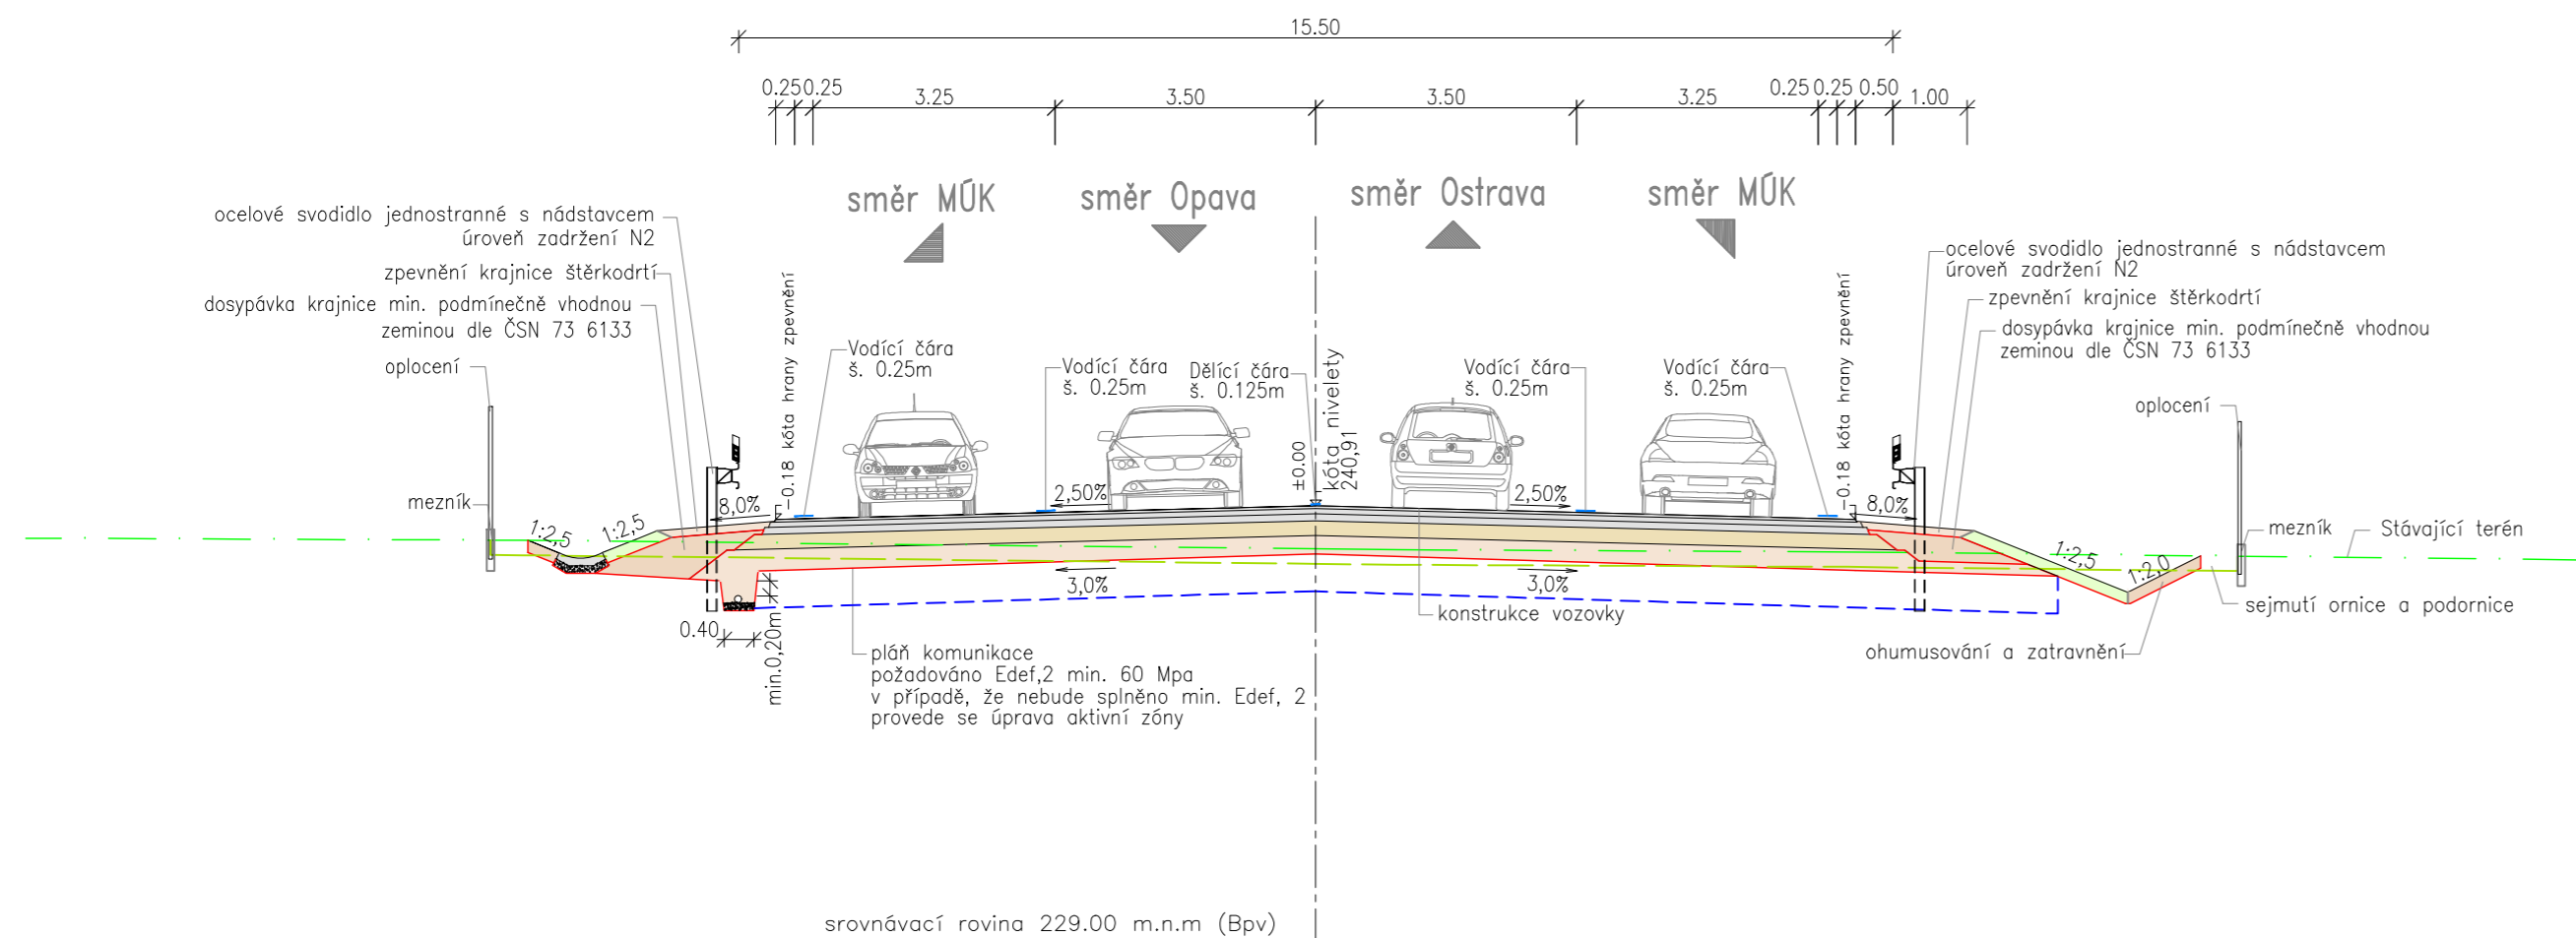 15.50
0.25 0.25 3.25 3.50 3.50 3.25 0.25 0.25 0.50 1.00
směr MÚK
směr Opava
směr Ostrava
směr MÚK
ocelové svodidlo jednostranné s nádstavcem
úroveň zadržení N2
zpevnění krajnice štěrkodrtí
dosypávka krajnice min. podmínečně vhodnou
zeminou dle ČSN 73 6133
oplocení
mezník
-0.18 kóta hrany zpevnění
Vodící čára
š. 0.25m
Vodící čára
š. 0.25m
Dělící čára
š. 0.125m
±0.00
kóta nivelety
240,91
Vodící čára
š. 0.25m
Vodící čára
š. 0.25m
-0.18 kóta hrany zpevnění
ocelové svodidlo jednostranné s nádstavcem
úroveň zadržení N2
zpevnění krajnice štěrkodrtí
dosypávka krajnice min. podmínečně vhodnou
zeminou dle ČSN 73 6133
oplocení
mezník
Stávající terén
1:2,5
1:2,5
8,0%
2,50%
2,50%
8,0%
1:2,5
1:2,0
3,0%
3,0%
konstrukce vozovky
sejmutí ornice a podornice
ohumusování a zatravnění
0.40
min.0,20m
pláň komunikace
požadováno Edef,2 min. 60 Mpa
v případě, že nebude splněno min. Edef, 2
provede se úprava aktivní zóny
srovnávací rovina 229.00 m.n.m (Bpv)